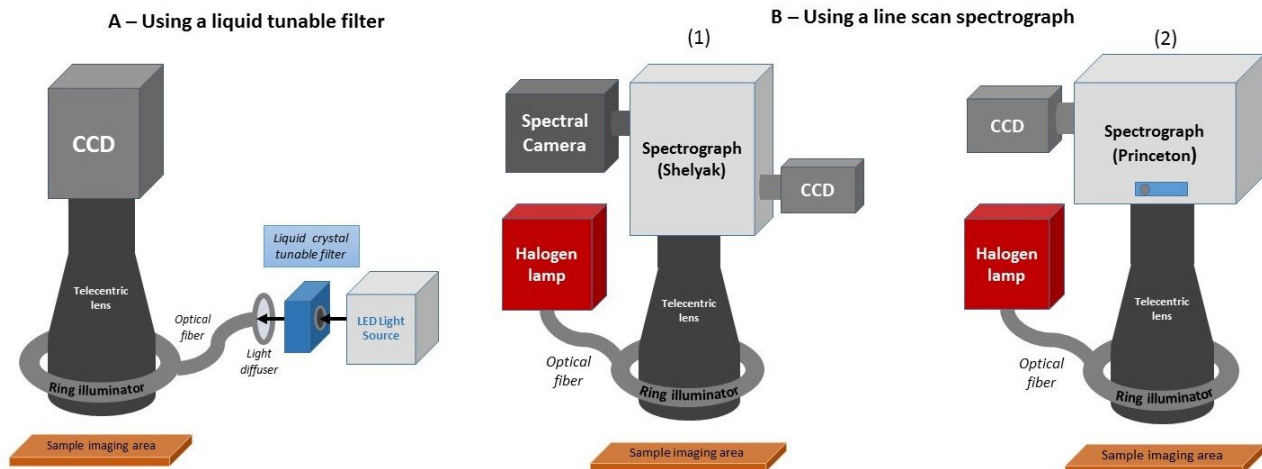 A – Using a liquid tunable filter
CCD
Liquid crystal
tunable filter
Telecentric
lens
Optical
fiber
LED Light
Source
Light
diffuser
Ring illuminator
Sample imaging area
B – Using a line scan spectrograph
(1)
Spectral
Camera
Spectrograph
(Shelyak)
CCD
Halogen
lamp
Telecentric
lens
Optical
fiber
Ring illuminator
Sample imaging area
(2)
CCD
Spectrograph
(Princeton)
Halogen
lamp
Telecentric
lens
Optical
fiber
Ring illuminator
Sample imaging area